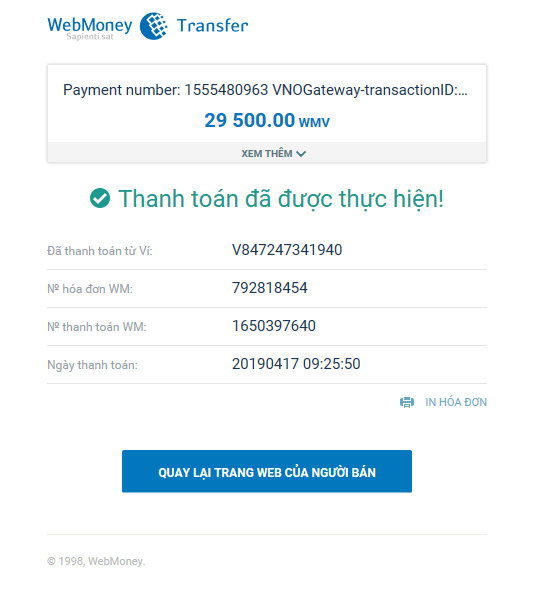 WebMoney Transfer
Sapienti sat
Payment number: 1555480963 VNOGateway-transactionID:...
29 500.00 WMV
XEM THÊM
Thanh toán đã được thực hiện!
Đã thanh toán từ Ví: V847247341940
№ hóa đơn WM: 792818454
№ thanh toán WM: 1650397640
Ngày thanh toán: 20190417 09:25:50
IN HÓA ĐƠN
QUAY LẠI TRANG WEB CỦA NGƯỜI BÁN
© 1998, WebMoney.